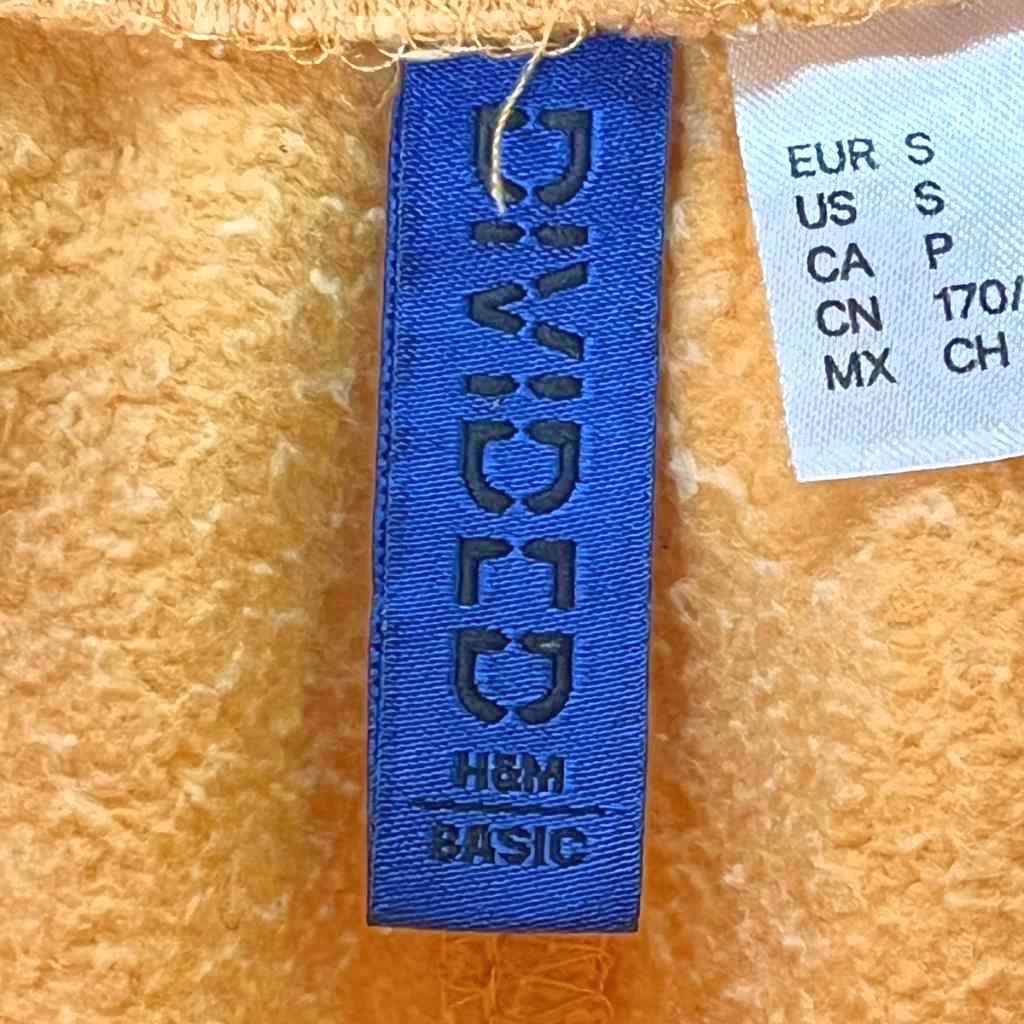 DIVIDED
H&M
BASIC
EUR S
US S
CA P
CN 170/
MX CH